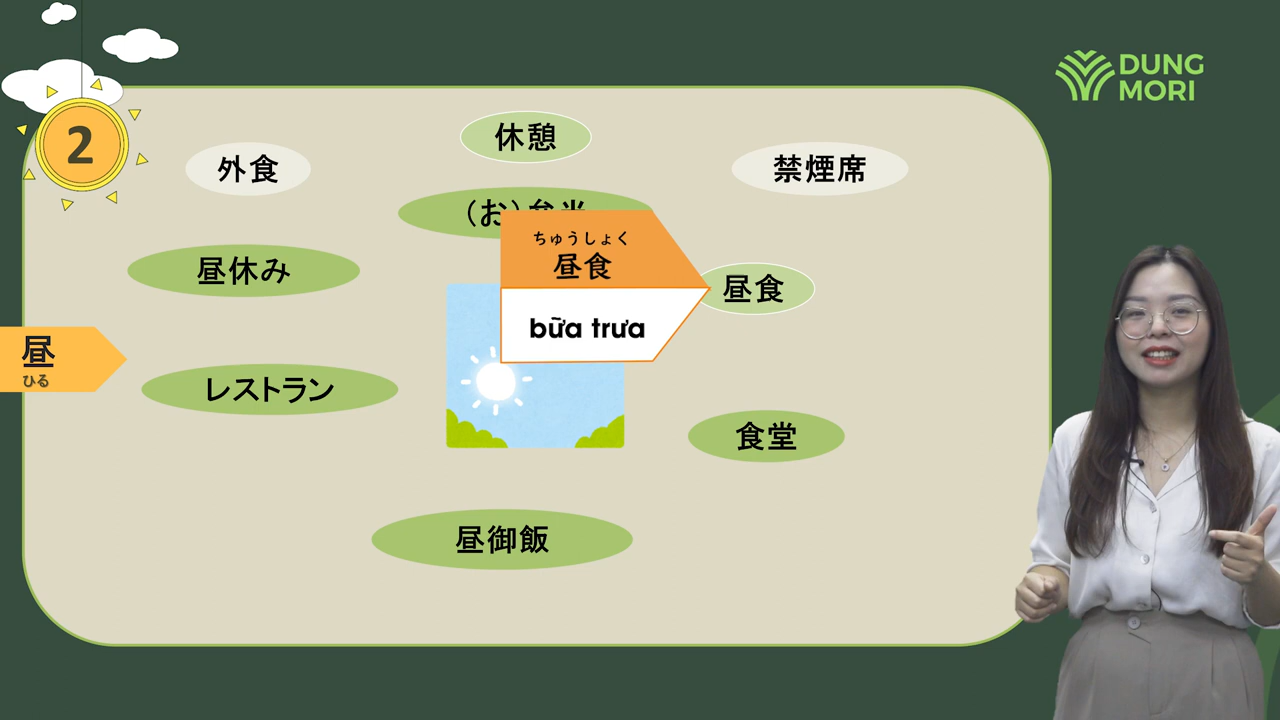 DUNG
MORI
2
休憩
外食
禁煙席
（お）弁当
ちゅうしょく
昼食
bữa trưa
昼休み
昼食
昼
ひる
レストラン
食堂
昼御飯